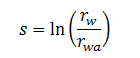 s = ln(r_w / r_wa)